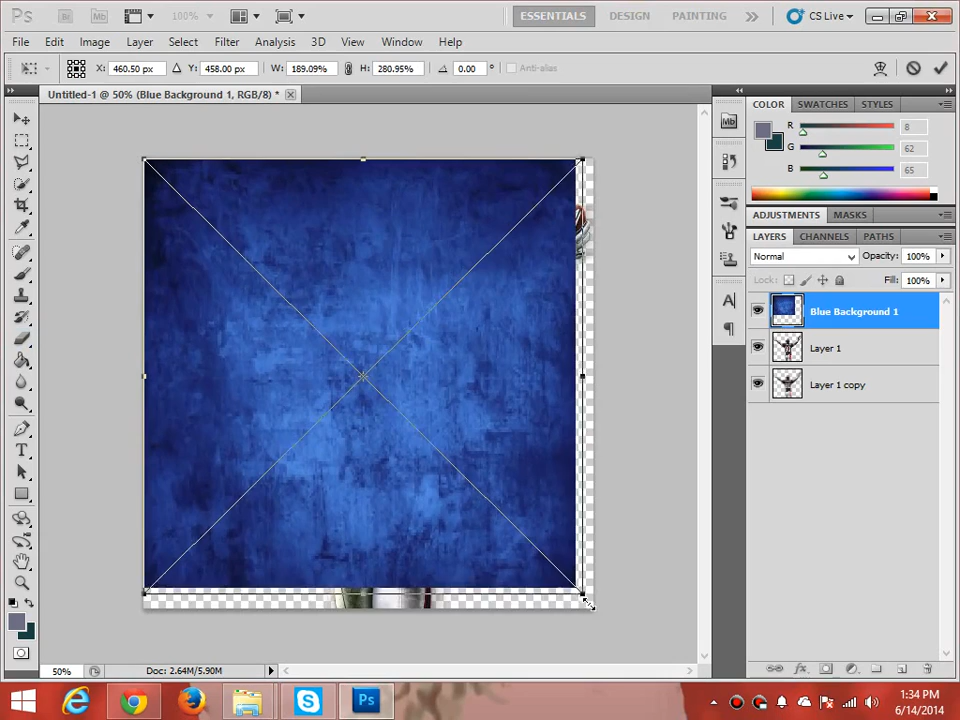 Ps Br Mb 100% ESSENTIALS DESIGN PAINTING CS Live
File Edit Image Layer Select Filter Analysis 3D View Window Help
X: 460.50 px Y: 458.00 px W: 189.09% H: 280.95% 0.00 ° Anti-alias
Untitled-1 @ 50% (Blue Background 1, RGB/8) *
Mb
COLOR SWATCHES STYLES
R 8
G 62
B 65
ADJUSTMENTS MASKS
LAYERS CHANNELS PATHS
Normal Opacity: 100%
Lock: Fill: 100%
Blue Background 1
Layer 1
Layer 1 copy
50% Doc: 2.64M/5.90M
Ps
1:34 PM
6/14/2014